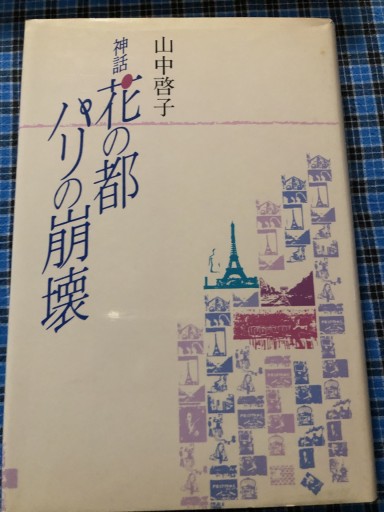 山中啓子
神話
花の都
パリの崩壊